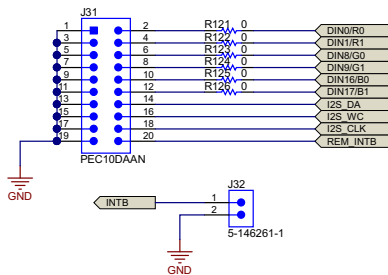 J31
1 2 R121 0 DIN0/R0
3 4 R122 0 DIN1/R1
5 6 R123 0 DIN8/G0
7 8 R124 0 DIN9/G1
9 10 R125 0 DIN16/B0
11 12 R126 0 DIN17/B1
13 14 I2S_DA
15 16 I2S_WC
17 18 I2S_CLK
19 20 REM_INTB
PEC10DAAN
GND
J32
INTB 1
2
5-146261-1
GND